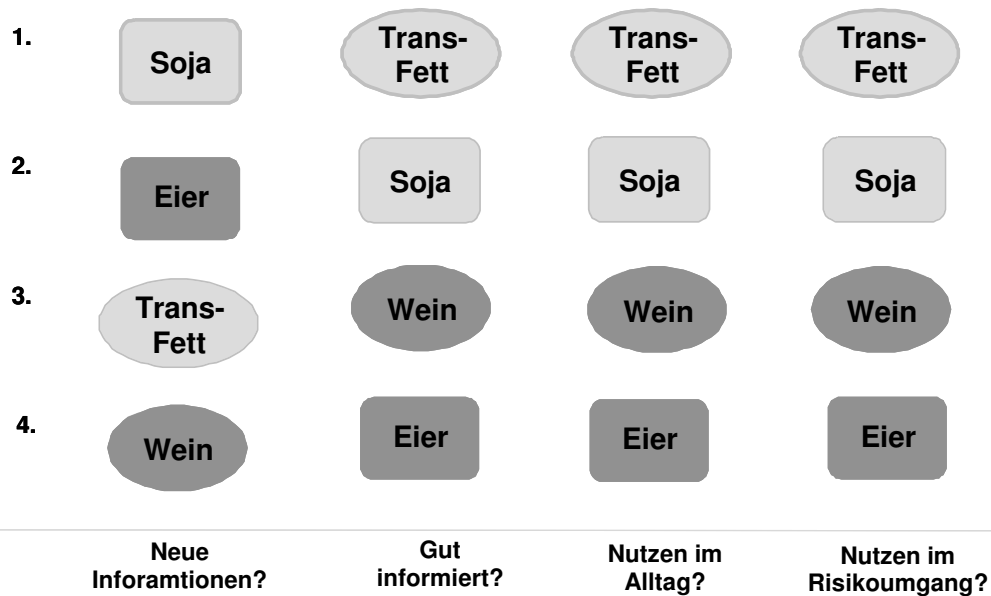 1.
Soja
Trans-
Fett
Trans-
Fett
Trans-
Fett
2.
Eier
Soja
Soja
Soja
3.
Trans-
Fett
Wein
Wein
Wein
4.
Wein
Eier
Eier
Eier
Neue
Inforamtionen?
Gut
informiert?
Nutzen im
Alltag?
Nutzen im
Risikoumgang?